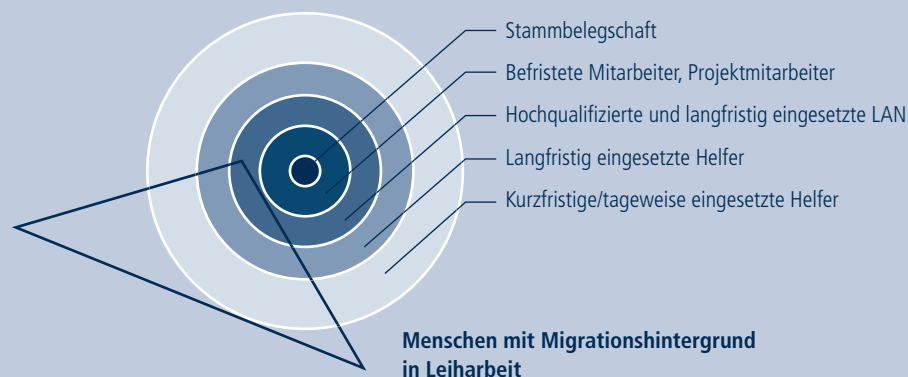 Stammbelegschaft
Befristete Mitarbeiter, Projektmitarbeiter
Hochqualifizierte und langfristig eingesetzte LAN
Langfristig eingesetzte Helfer
Kurzfristige/tageweise eingesetzte Helfer
Menschen mit Migrationshintergrund
in Leiharbeit